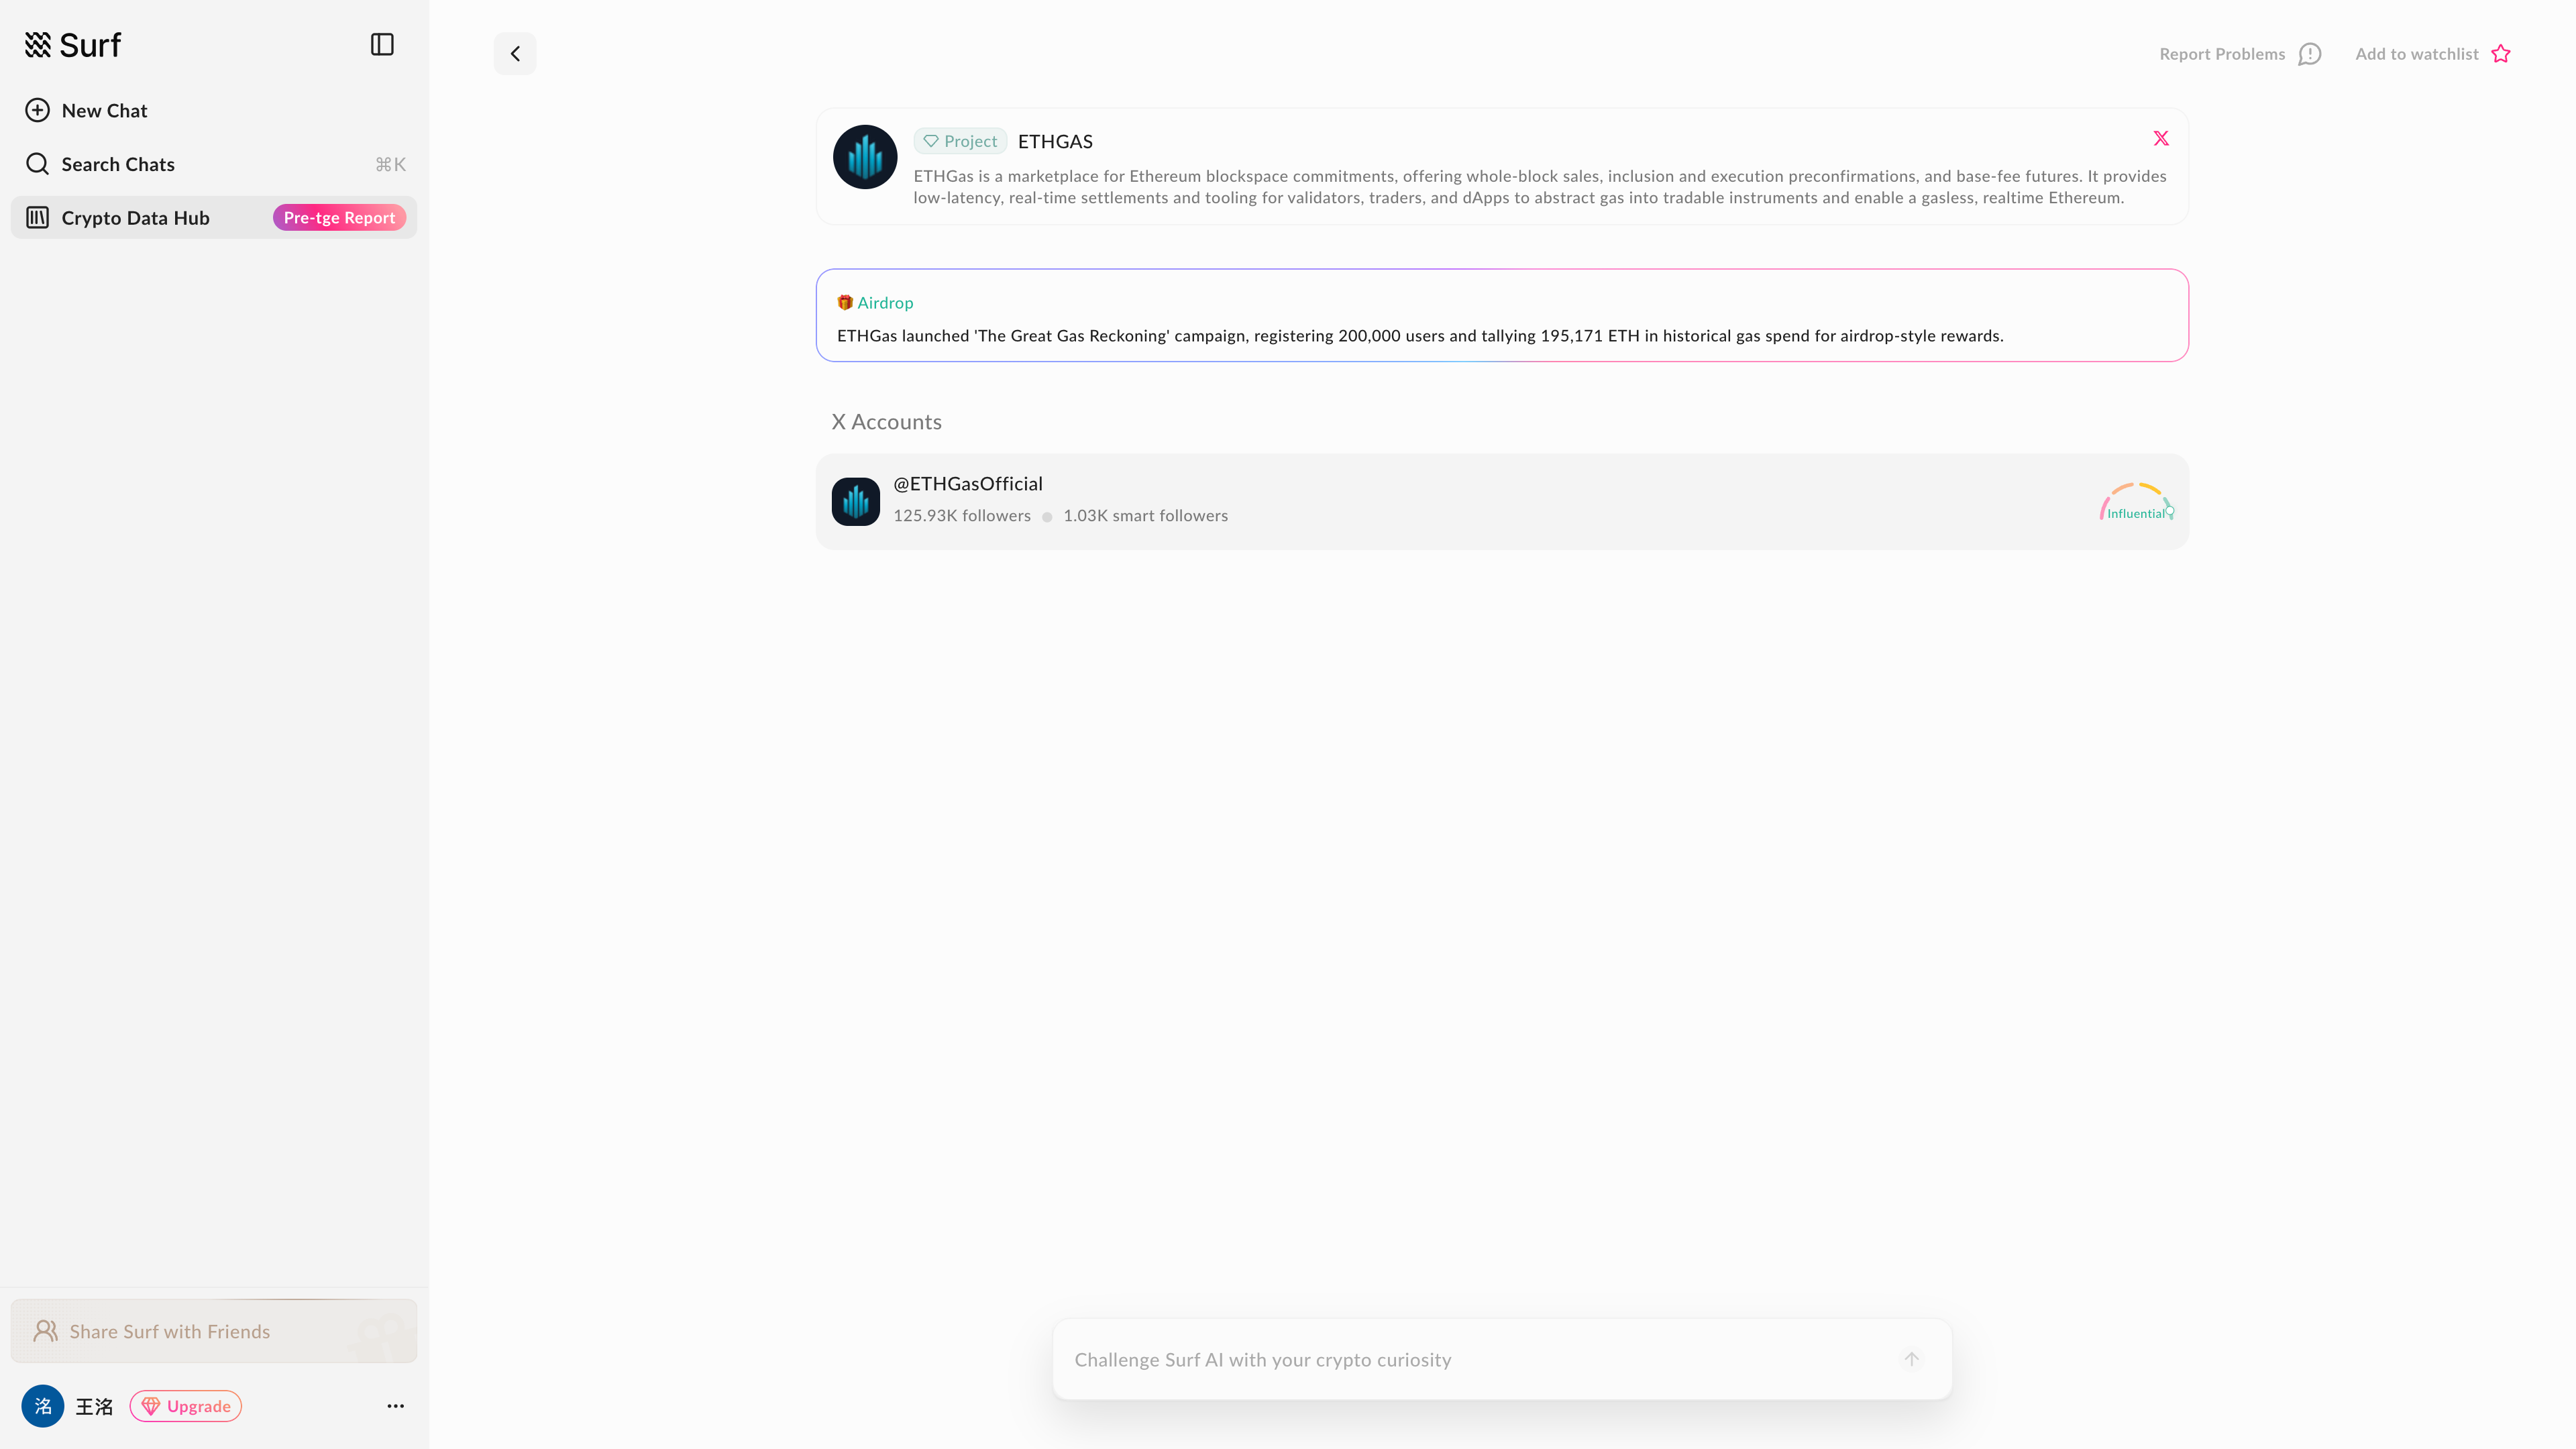 Surf
New Chat
Search Chats ⌘K
Crypto Data Hub Pre-tge Report
Report Problems Add to watchlist
Project ETHGAS
ETHGas is a marketplace for Ethereum blockspace commitments, offering whole-block sales, inclusion and execution preconfirmations, and base-fee futures. It provides
low-latency, real-time settlements and tooling for validators, traders, and dApps to abstract gas into tradable instruments and enable a gasless, realtime Ethereum.
Airdrop
ETHGas launched 'The Great Gas Reckoning' campaign, registering 200,000 users and tallying 195,171 ETH in historical gas spend for airdrop-style rewards.
X Accounts
@ETHGasOfficial
125.93K followers 1.03K smart followers
Influential
Challenge Surf AI with your crypto curiosity
Share Surf with Friends
洺 王洺 Upgrade